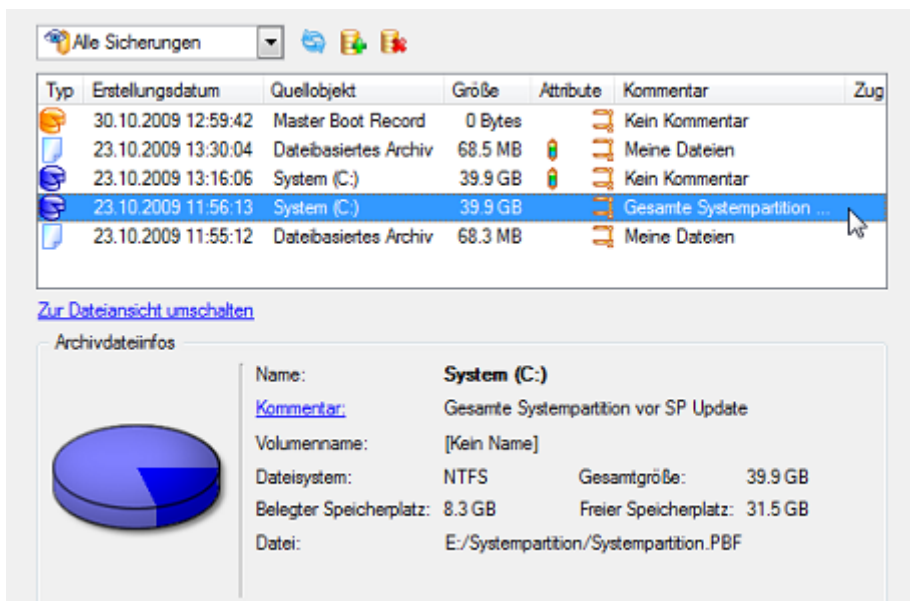 Alle Sicherungen
Typ Erstellungsdatum Quellobjekt Größe Attribute Kommentar Zug
30.10.2009 12:59:42 Master Boot Record 0 Bytes Kein Kommentar
23.10.2009 13:30:04 Dateibasiertes Archiv 68.5 MB Meine Dateien
23.10.2009 13:16:06 System (C:) 39.9 GB Kein Kommentar
23.10.2009 11:56:13 System (C:) 39.9 GB Gesamte Systempartition ...
23.10.2009 11:55:12 Dateibasiertes Archiv 68.3 MB Meine Dateien
Zur Dateiansicht umschalten
Archivdateiinfos
Name: System (C:)
Kommentar: Gesamte Systempartition vor SP Update
Volumenname: [Kein Name]
Dateisystem: NTFS Gesamtgröße: 39.9 GB
Belegter Speicherplatz: 8.3 GB Freier Speicherplatz: 31.5 GB
Datei: E:/Systempartition/Systempartition.PBF